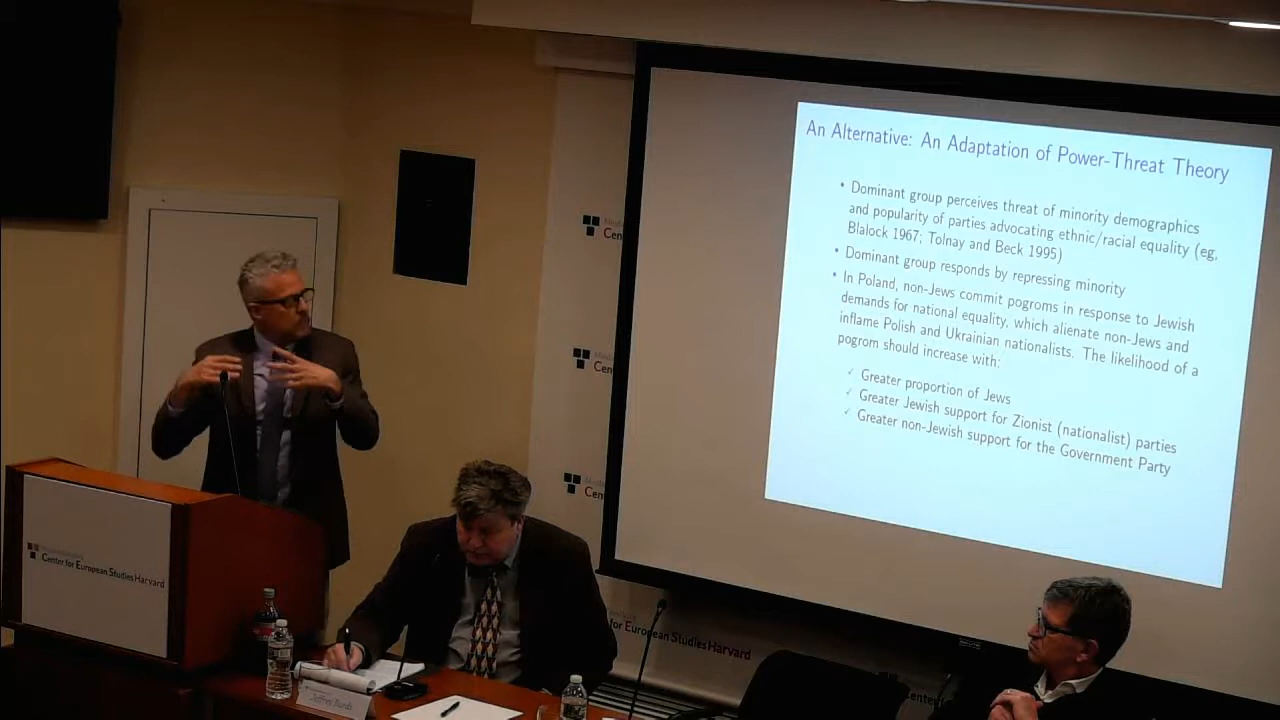 An Alternative: An Adaptation of Power-Threat Theory
• Dominant group perceives threat of minority demographics
and popularity of parties advocating ethnic/racial equality (eg,
Blalock 1967; Tolnay and Beck 1995)
• Dominant group responds by repressing minority
• In Poland, non-Jews commit pogroms in response to Jewish
demands for national equality, which alienate non-Jews and
inflame Polish and Ukrainian nationalists. The likelihood of a
pogrom should increase with:
✓ Greater proportion of Jews
✓ Greater Jewish support for Zionist (nationalist) parties
✓ Greater non-Jewish support for the Government Party
Cen
Cen
Cen
Center for European Studies Harvard
for European Studies Harvard
Cente
Jeffrey Burds